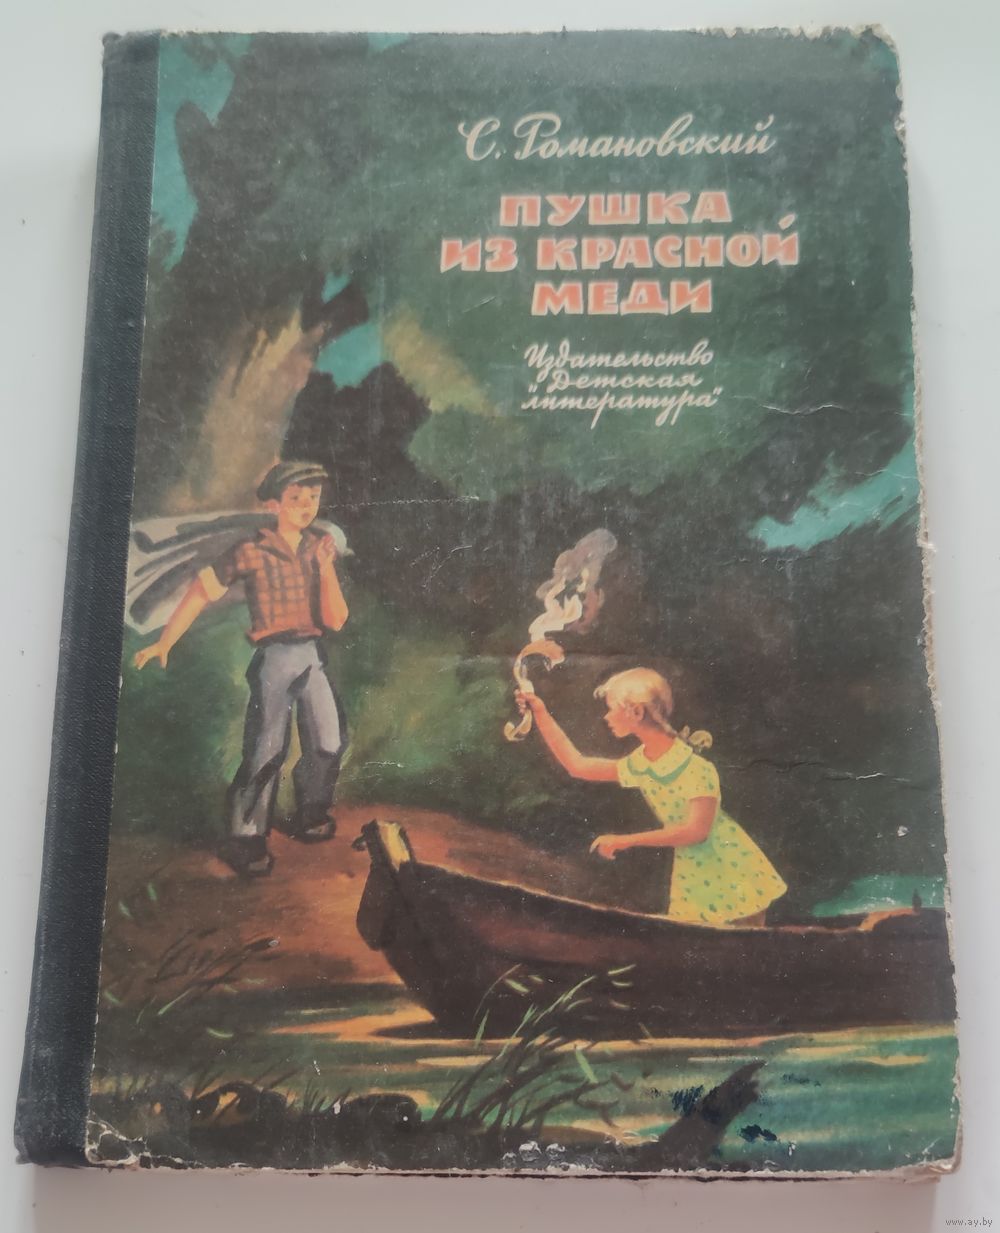 С. Романовский
ПУШКА
ИЗ КРАСНОЙ
МЕДИ
Издательство
"Детская
литература"
www.ay.by